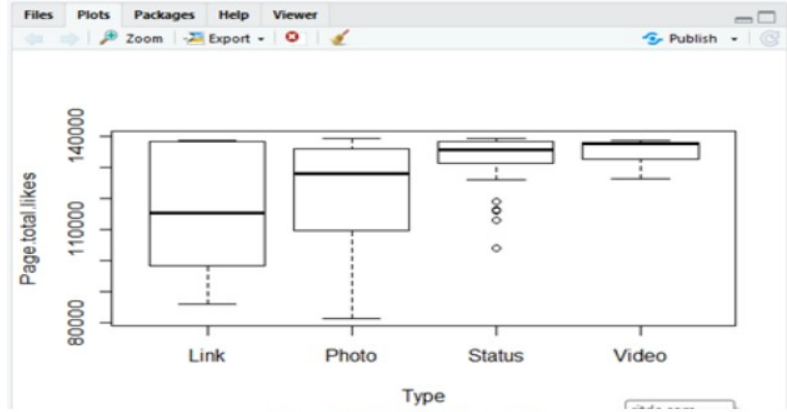 Files Plots Packages Help Viewer
Zoom Export Publish
140000
110000
80000
Page.total.likes
Link Photo Status Video
Type